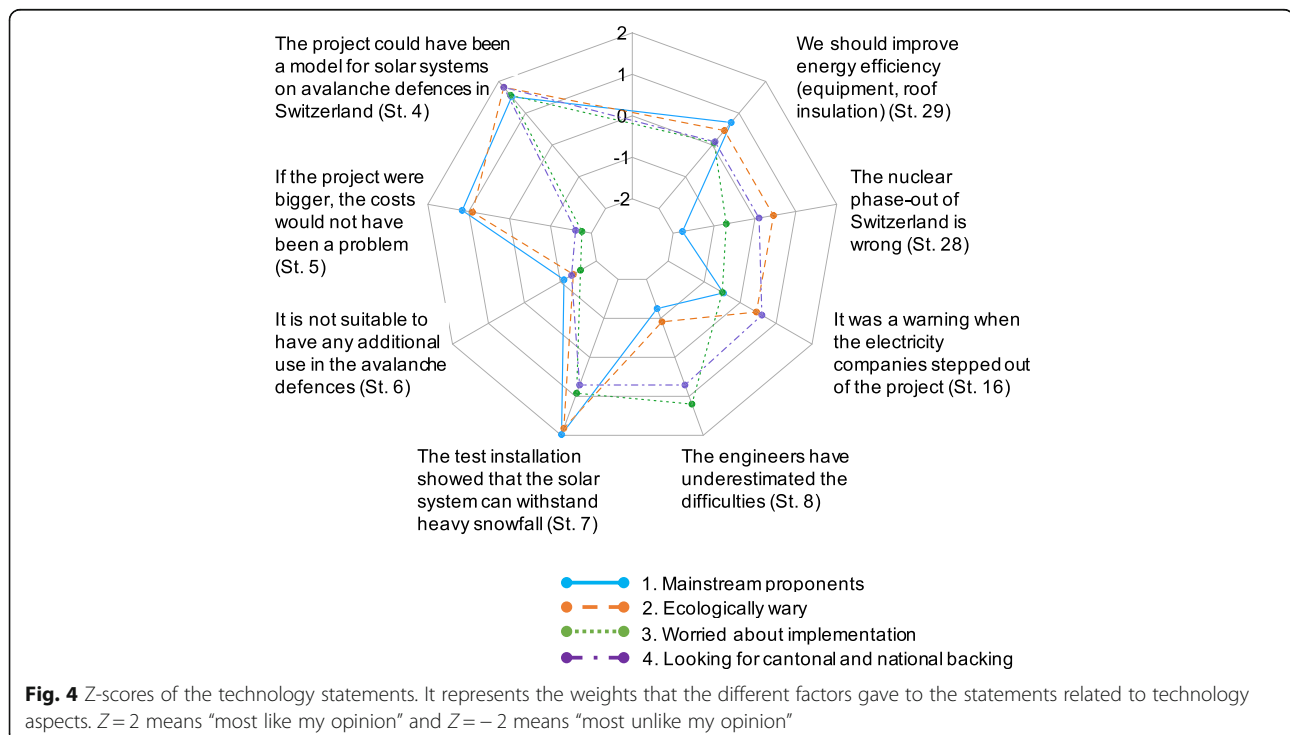 The project could have been
a model for solar systems
on avalanche defences in
Switzerland (St. 4)
2
1
0
-1
-2
We should improve
energy efficiency
(equipment, roof
insulation) (St. 29)
If the project were
bigger, the costs
would not have
been a problem
(St. 5)
The nuclear
phase-out of
Switzerland is
wrong (St. 28)
It is not suitable to
have any additional
use in the avalanche
defences (St. 6)
It was a warning when
the electricity
companies stepped out
of the project (St. 16)
The test installation
showed that the solar
system can withstand
heavy snowfall (St. 7)
The engineers have
underestimated the
difficulties (St. 8)
1. Mainstream proponents
2. Ecologically wary
3. Worried about implementation
4. Looking for cantonal and national backing
Fig. 4 Z-scores of the technology statements. It represents the weights that the different factors gave to the statements related to technology
aspects. Z = 2 means “most like my opinion” and Z = − 2 means “most unlike my opinion”